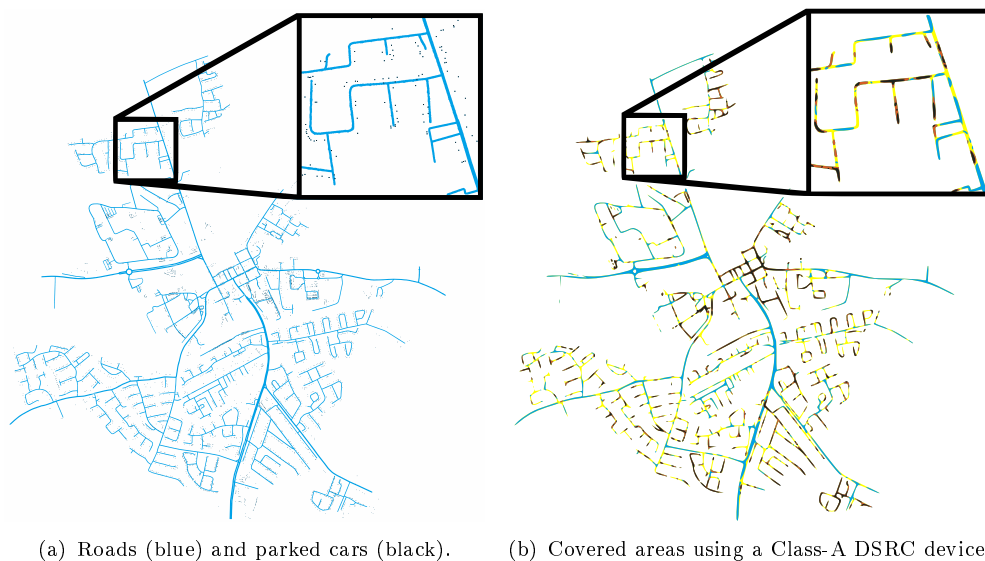 (a) Roads (blue) and parked cars (black).
(b) Covered areas using a Class-A DSRC device